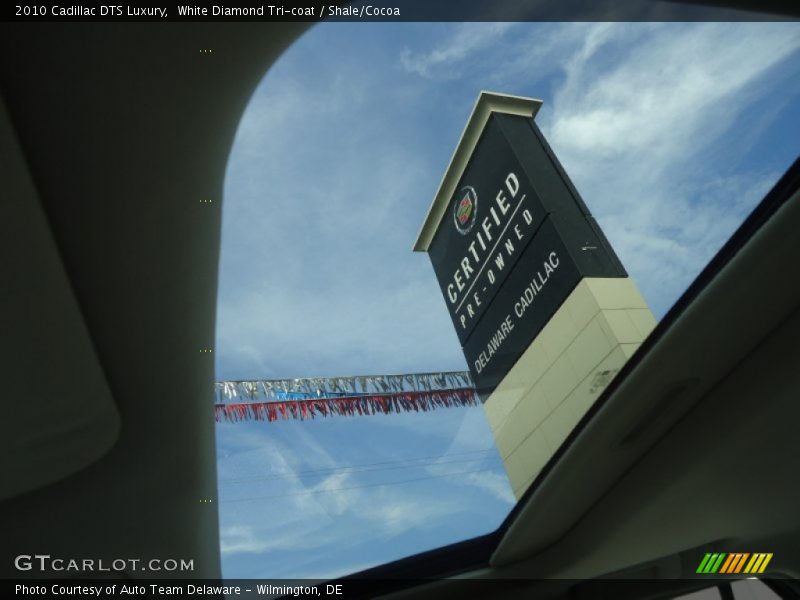 2010 Cadillac DTS Luxury,  White Diamond Tri-coat / Shale/Cocoa
CERTIFIED
PRE-OWNED
DELAWARE CADILLAC
GTCARLOT.COM
Photo Courtesy of Auto Team Delaware - Wilmington, DE